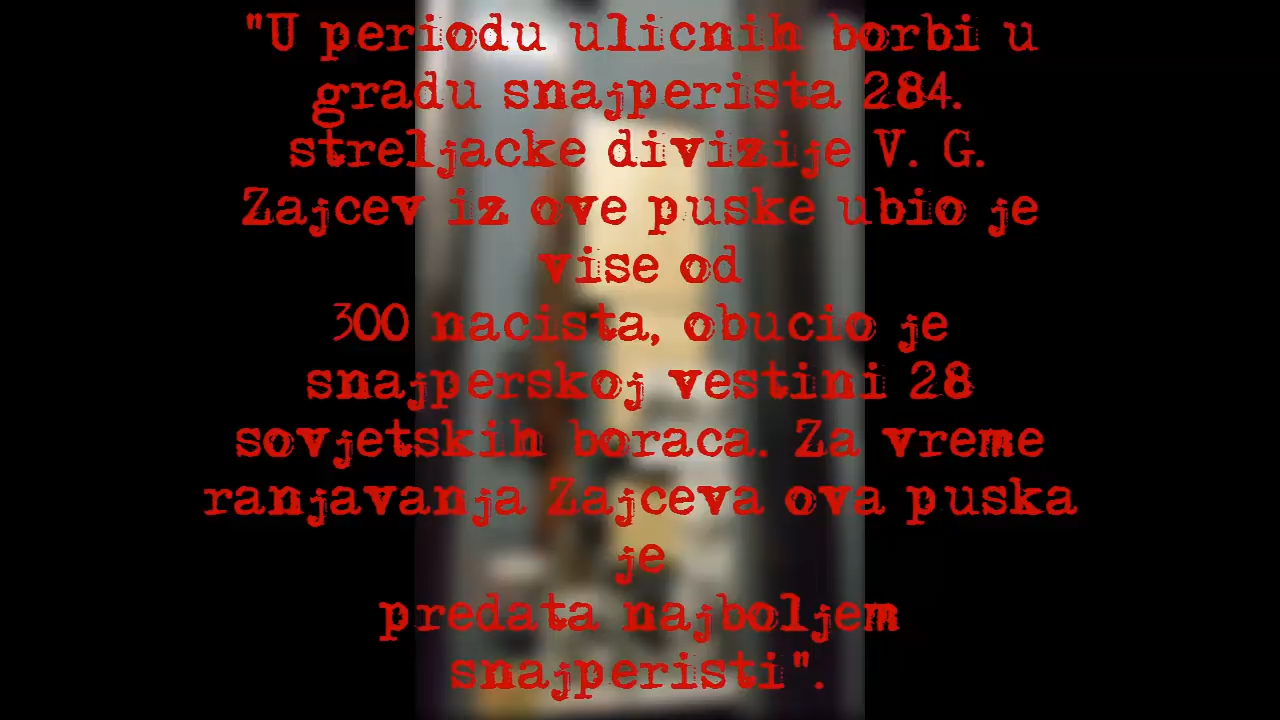 "U periodu ulicnih borbi u
gradu snajperista 284.
streljacke divizije V. G.
Zajcev iz ove puske ubio je
vise od
300 nacista, obucio je
snajperskoj vestini 28
sovjetskih boraca. Za vreme
ranjavanja Zajceva ova puska
je
predata najboljem
snajperisti".